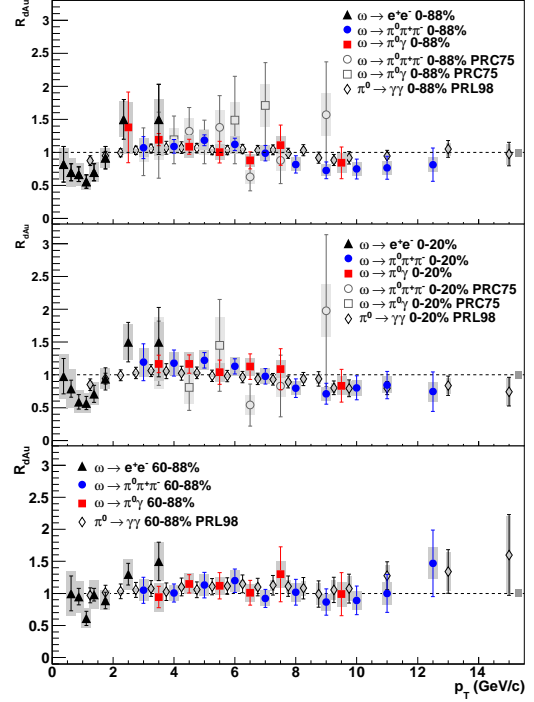 R_dAu
3
2.5
2
1.5
1
0.5
0
ω→ e⁺e⁻ 0-88%
ω→ π⁰π⁺π⁻ 0-88%
ω→ π⁰γ 0-88%
ω→ π⁰π⁺π⁻ 0-88% PRC75
ω→ π⁰γ 0-88% PRC75
π⁰→ γγ 0-88% PRL98
R_dAu
3
2.5
2
1.5
1
0.5
0
ω→ e⁺e⁻ 0-20%
ω→ π⁰π⁺π⁻ 0-20%
ω→ π⁰γ 0-20%
ω→ π⁰π⁺π⁻ 0-20% PRC75
ω→ π⁰γ 0-20% PRC75
π⁰→ γγ 0-20% PRL98
R_dAu
3
2.5
2
1.5
1
0.5
0
ω→ e⁺e⁻ 60-88%
ω→ π⁰π⁺π⁻ 60-88%
ω→ π⁰γ 60-88%
π⁰→ γγ 60-88% PRL98
0 2 4 6 8 10 12 14 16
p_T (GeV/c)